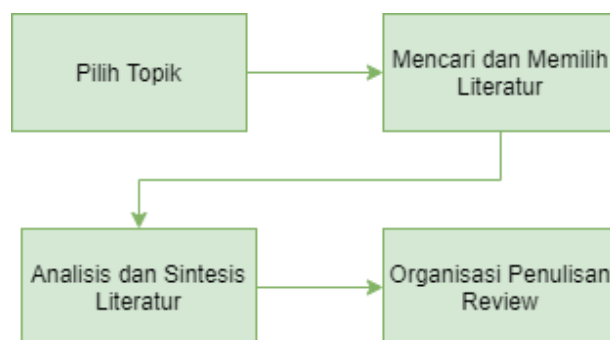 Pilih Topik
Mencari dan Memilih
Literatur
Analisis dan Sintesis
Literatur
Organisasi Penulisan
Review